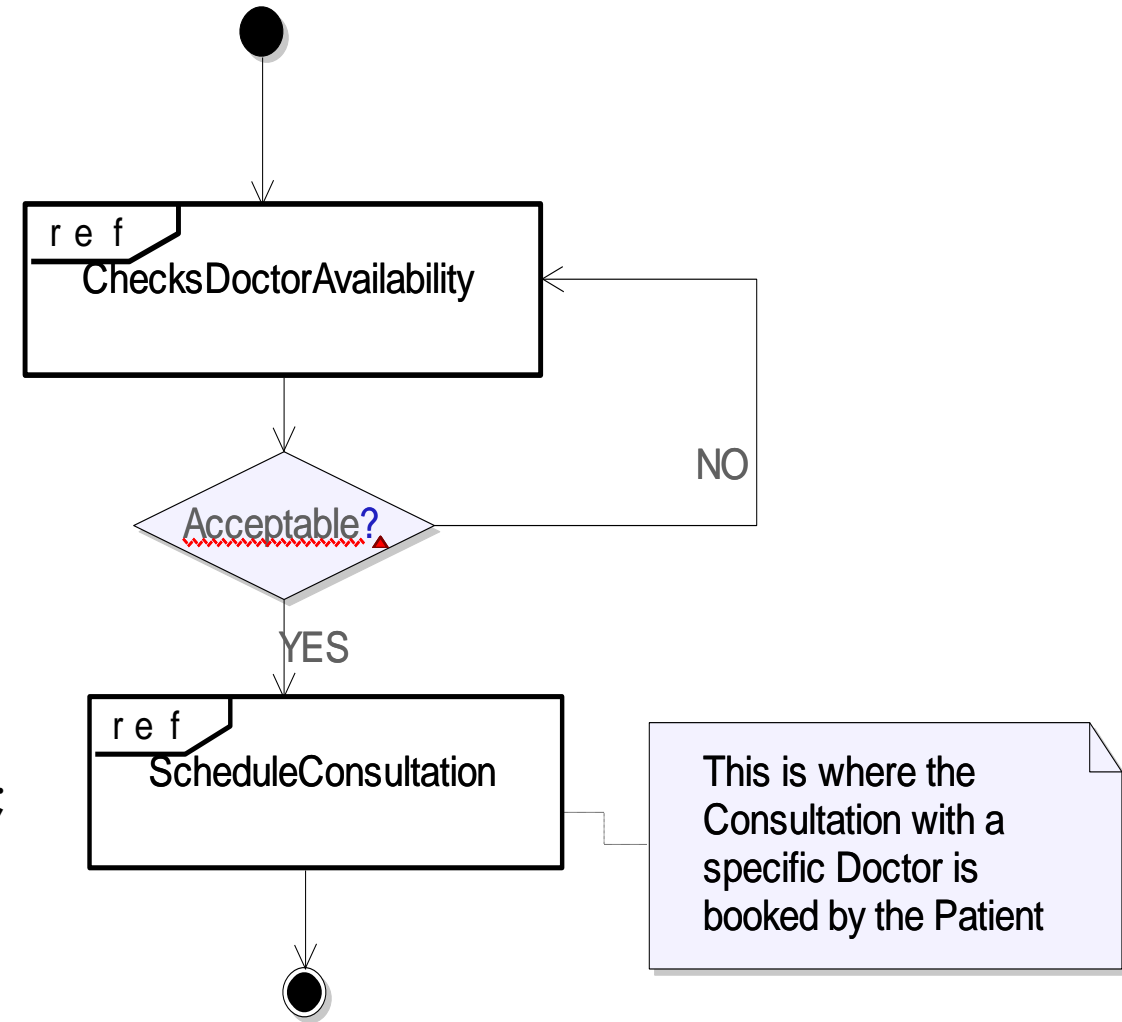 ref
ChecksDoctorAvailability
NO
Acceptable?
YES
ref
ScheduleConsultation
;
This is where the
Consultation with a
specific Doctor is
booked by the Patient